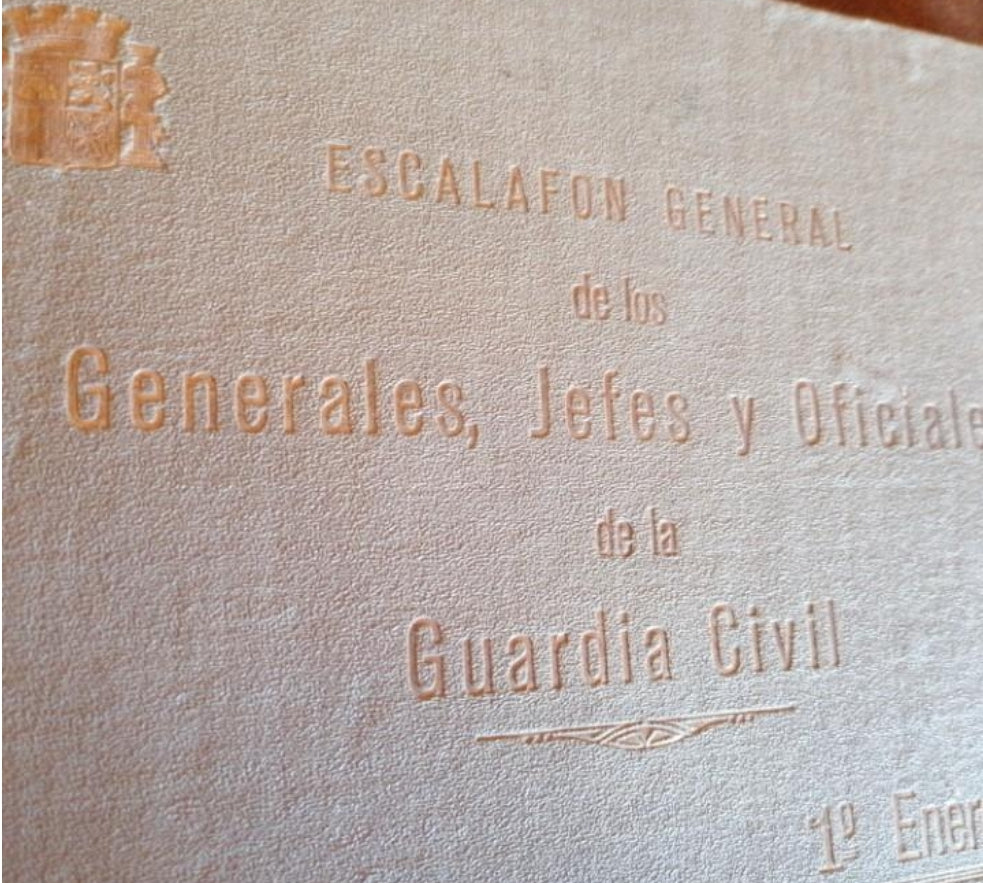 ESCALAFON GENERAL
de los
Generales, Jefes y Oficiale
de la
Guardia Civil
1º Ener